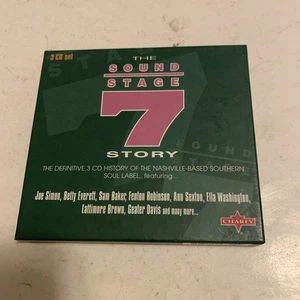 3 CD set
THE
SOUND
STAGE
7
STORY
THE DEFINITIVE 3 CD HISTORY OF THE NASHVILLE-BASED SOUTHERN
SOUL LABEL, featuring...
Joe Simon, Betty Everett, Sam Baker, Fenton Robinson, Ann Sexton, Ella Washington,
Lattimore Brown, Geater Davis and many more...
CHARLY
SOUND
STAGE